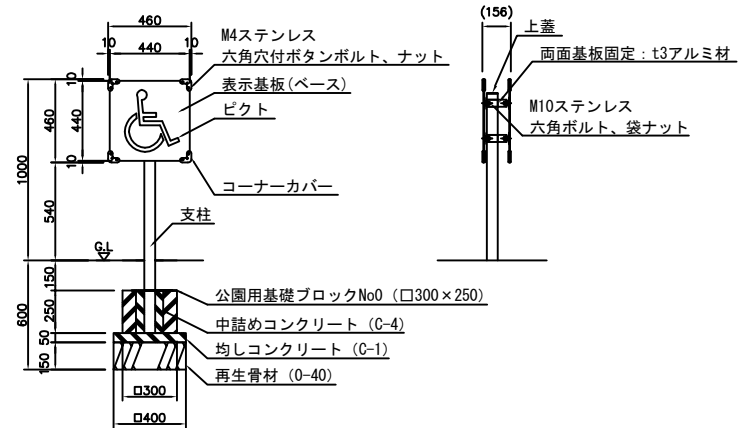 460
10
440
10
M4ステンレス
六角穴付ボタンボルト、ナット
表示基板(ベース)
ピクト
コーナーカバー
支柱
10
460
440
10
1000
540
G.L
150
600
250
50
150
公園用基礎ブロックNo0 (□300×250)
中詰めコンクリート (C-4)
均しコンクリート (C-1)
再生骨材 (0-40)
□300
□400
(156)
上蓋
両面基板固定：t3アルミ材
M10ステンレス
六角ボルト、袋ナット